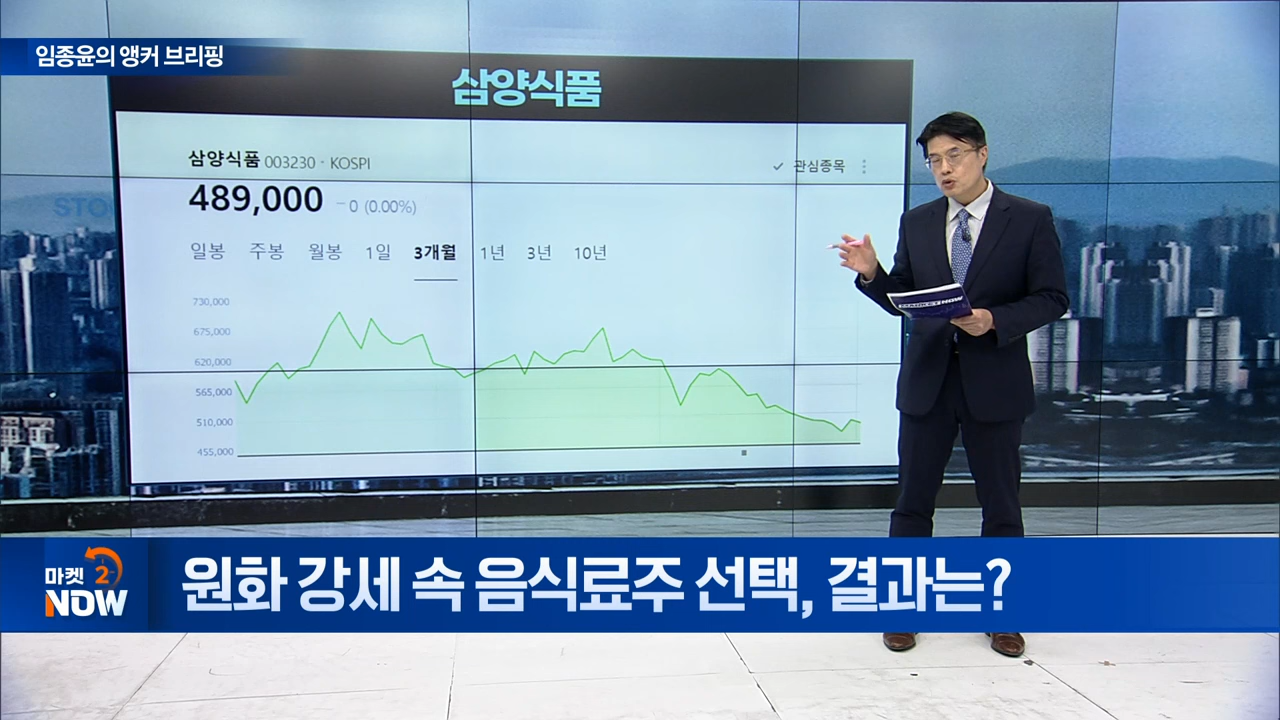 임종윤의 앵커 브리핑
삼양식품
삼양식품 003230 · KOSPI
✓ 관심종목
489,000 － 0 (0.00%)
일봉 주봉 월봉 1일 3개월 1년 3년 10년
730,000
675,000
620,000
565,000
510,000
455,000
STO
MARKET NOW
마켓 2
NOW
원화 강세 속 음식료주 선택, 결과는?